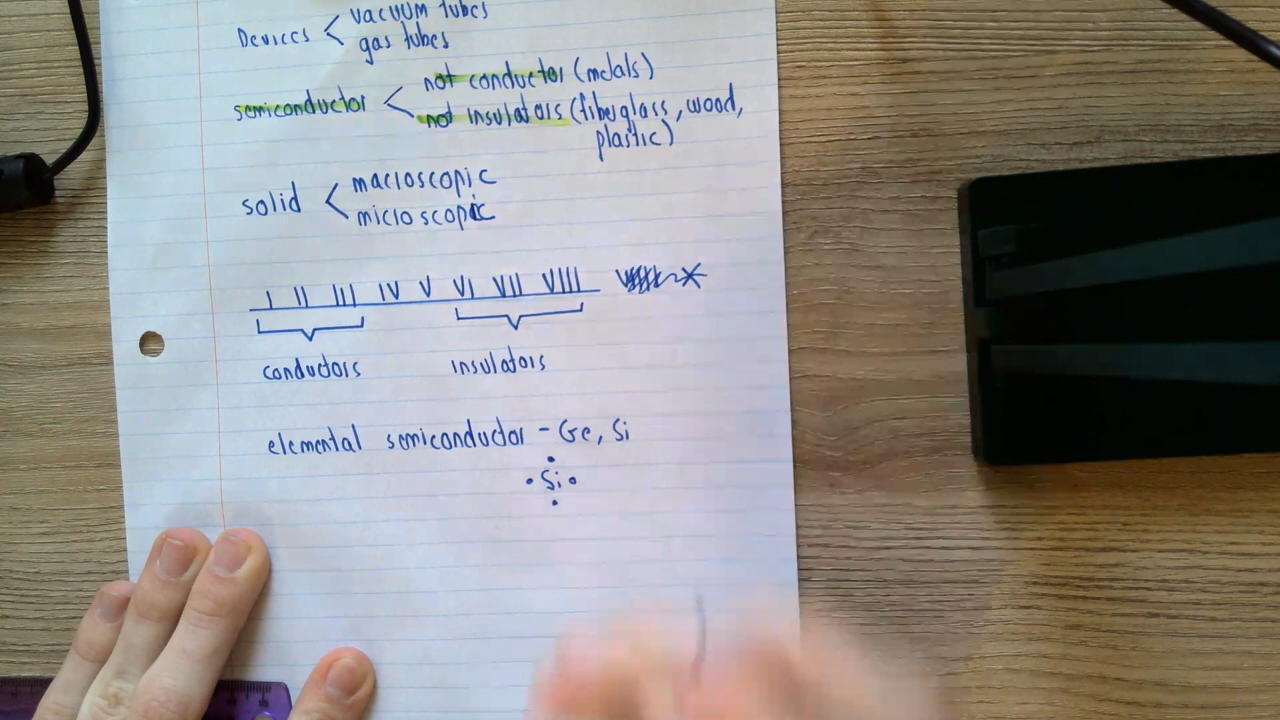 Devices < vacuum tubes
gas tubes
semiconductor < not conductor (metals)
not insulators (fiberglass, wood,
plastic)
solid < macroscopic
microscopic
I II III IV V VI VII VIII
conductors insulators
elemental semiconductor - Ge, Si
Si